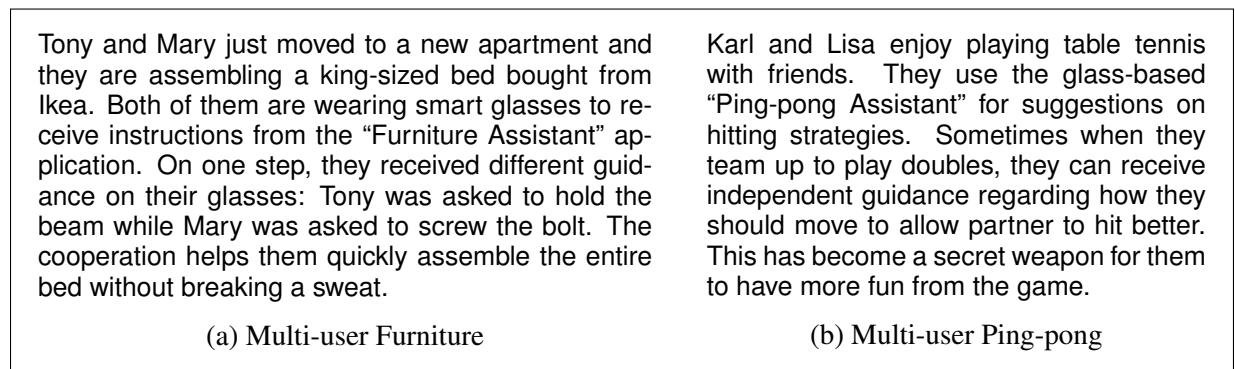 Tony and Mary just moved to a new apartment and
they are assembling a king-sized bed bought from
Ikea. Both of them are wearing smart glasses to re-
ceive instructions from the “Furniture Assistant” ap-
plication. On one step, they received different guid-
ance on their glasses: Tony was asked to hold the
beam while Mary was asked to screw the bolt. The
cooperation helps them quickly assemble the entire
bed without breaking a sweat.
(a) Multi-user Furniture
Karl and Lisa enjoy playing table tennis
with friends. They use the glass-based
“Ping-pong Assistant” for suggestions on
hitting strategies. Sometimes when they
team up to play doubles, they can receive
independent guidance regarding how they
should move to allow partner to hit better.
This has become a secret weapon for them
to have more fun from the game.
(b) Multi-user Ping-pong